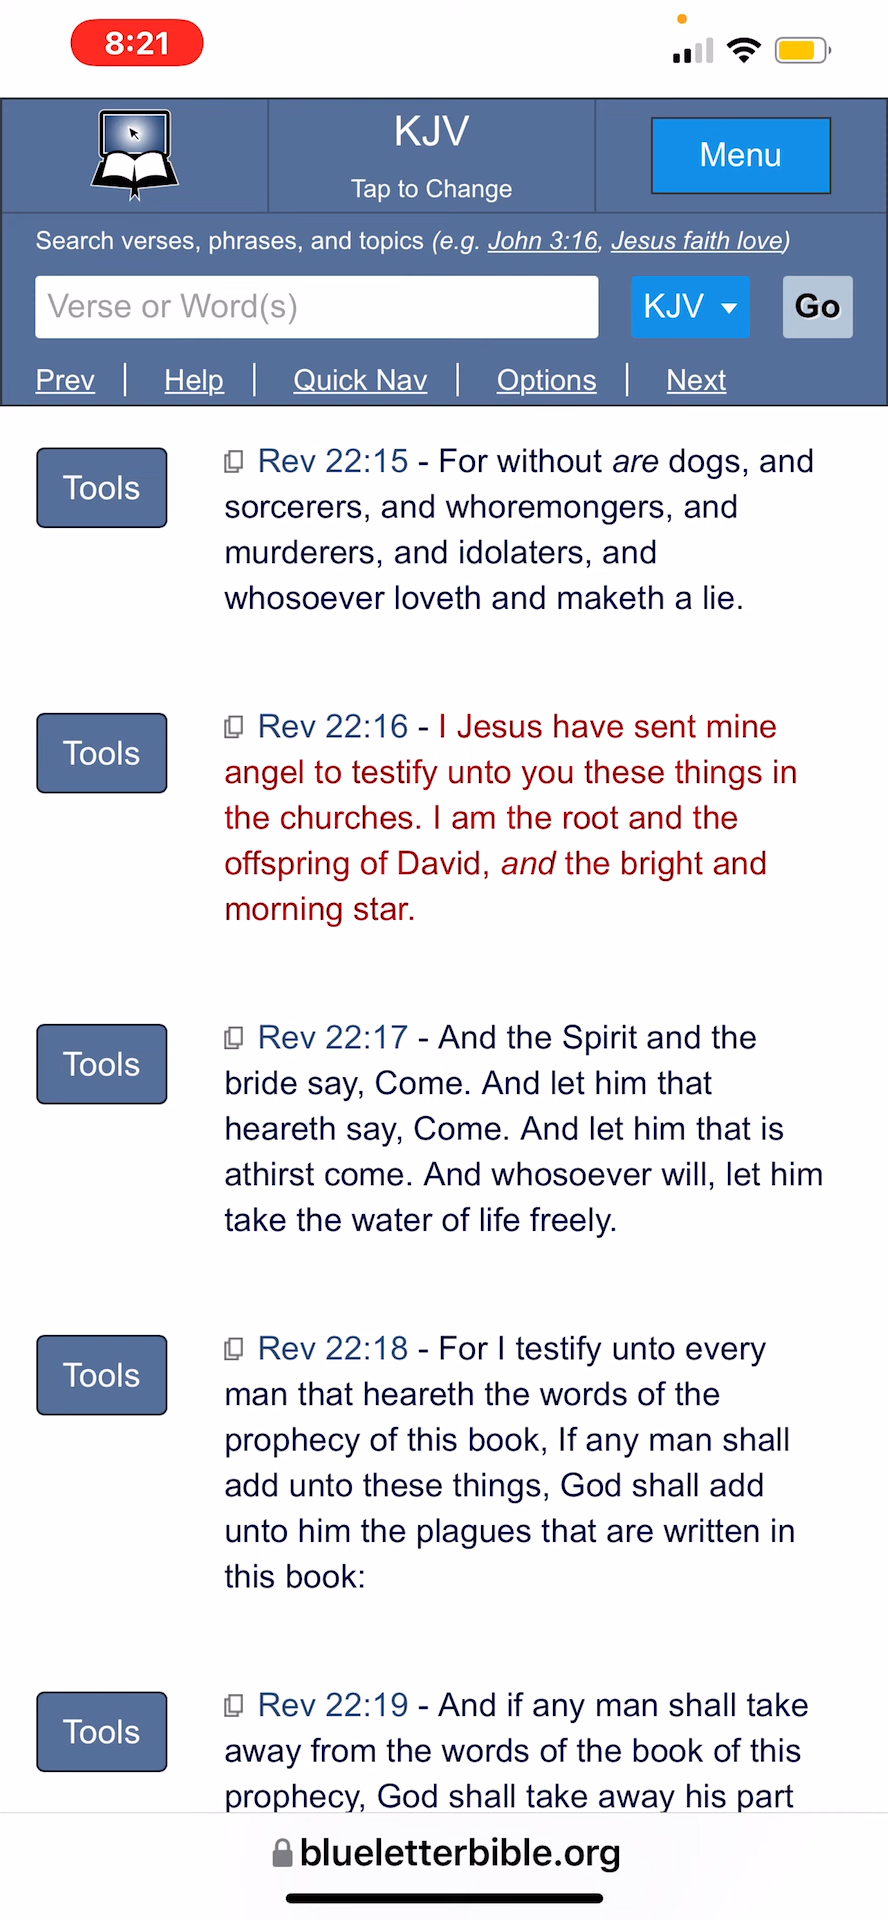 8:21
KJV
Tap to Change
Menu
Search verses, phrases, and topics (e.g. John 3:16, Jesus faith love)
Verse or Word(s)
KJV
Go
Prev | Help | Quick Nav | Options | Next
Tools
Rev 22:15 - For without are dogs, and
sorcerers, and whoremongers, and
murderers, and idolaters, and
whosoever loveth and maketh a lie.
Tools
Rev 22:16 - I Jesus have sent mine
angel to testify unto you these things in
the churches. I am the root and the
offspring of David, and the bright and
morning star.
Tools
Rev 22:17 - And the Spirit and the
bride say, Come. And let him that
heareth say, Come. And let him that is
athirst come. And whosoever will, let him
take the water of life freely.
Tools
Rev 22:18 - For I testify unto every
man that heareth the words of the
prophecy of this book, If any man shall
add unto these things, God shall add
unto him the plagues that are written in
this book:
Tools
Rev 22:19 - And if any man shall take
away from the words of the book of this
prophecy, God shall take away his part
blueletterbible.org